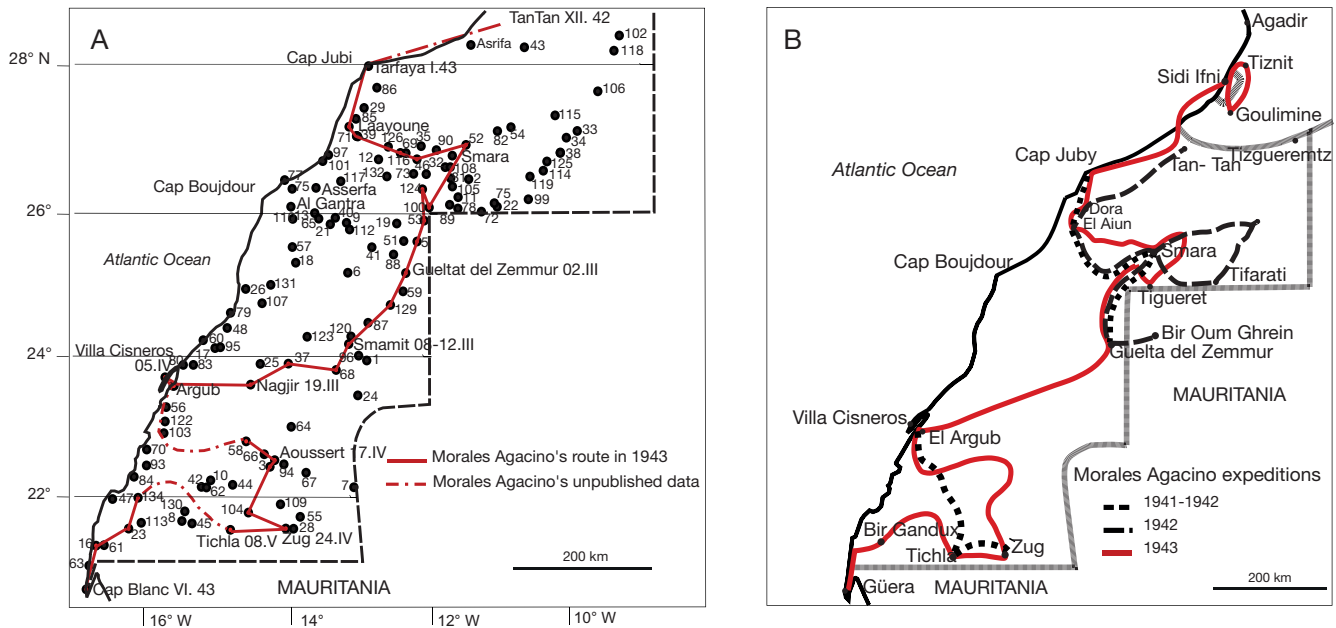 A
TanTan XII. 42
102
Asrifa
43
118
28° N
Cap Jubi
Tarfaya I.43
86
106
29
85
115
Laayoune
71
39
126
69
35
90
52
82
54
33
34
97
101
12
116
46
32
Smara
38
125
114
77
117
132
73
108
81
2
119
Cap Boujdour
75
Asserfa
124
105
11
99
Al Gantra
100
78
75
22
26°
11
13
65
40
9
19
53
89
72
21
112
51
5
57
41
88
Atlantic Ocean
18
6
Gueltat del Zemmur 02.III
26
131
59
107
129
79
48
120
87
60
123
Smamit 08-12.III
24°
Villa Cisneros
05.IV
17
95
80
83
25
37
96
1
68
Argub
Nagjir 19.III
24
56
122
103
64
58
66
Aoussert 17.IV
Morales Agacino's route in 1943
70
3
94
67
93
Morales Agacino's unpublished data
84
42
10
44
7
62
22°
47
134
130
104
109
8
55
113
45
28
23
Tichla 08.V
Zug 24.IV
16
61
63
200 km
MAURITANIA
Cap Blanc VI. 43
16° W
14°
12° W
10° W
B
Agadir
Tiznit
Sidi Ifni
Goulimine
Cap Juby
Tan- Tan
Tizgueremtz
Atlantic Ocean
Dora
El Aiun
Smara
Cap Boujdour
Tifarati
Tigueret
Bir Oum Ghrein
Guelta del Zemmur
MAURITANIA
Villa Cisneros
El Argub
Morales Agacino expeditions
1941-1942
1942
1943
Bir Gandux
Tichla
Zug
200 km
Güera
MAURITANIA